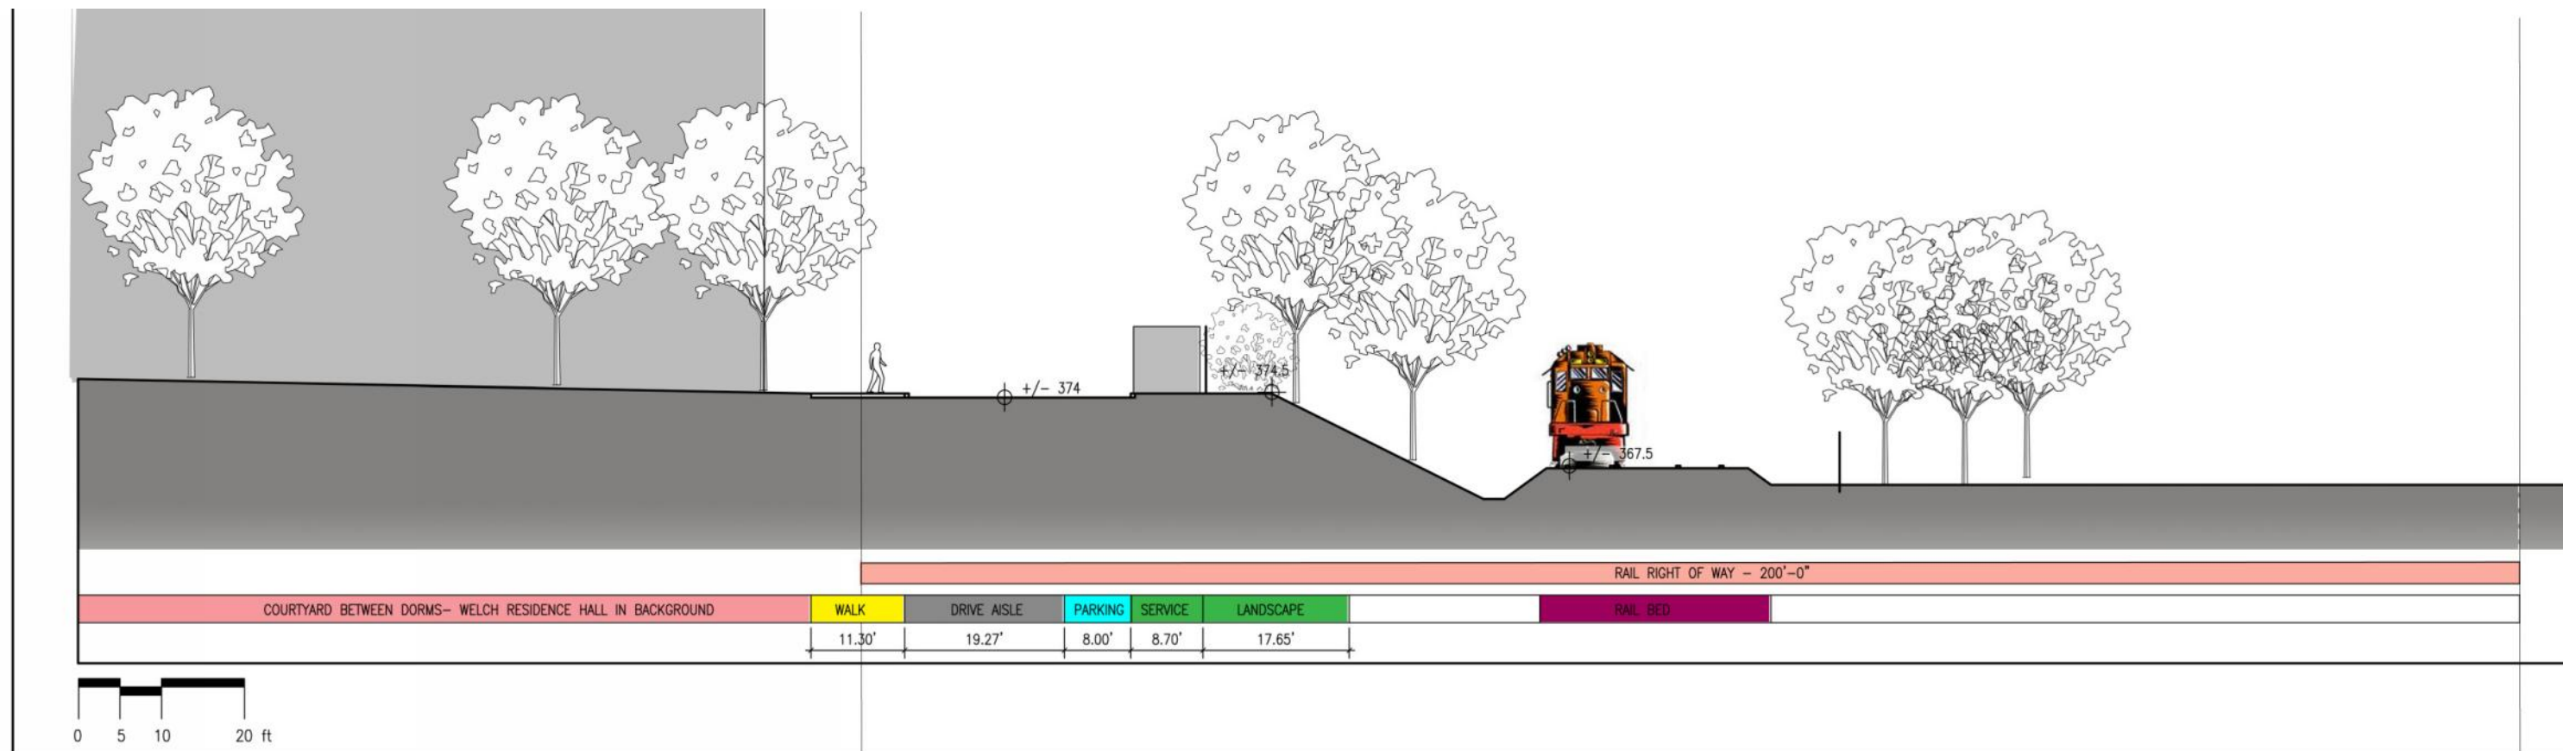 +/- 374
+/- 374.5
+/- 367.5
RAIL RIGHT OF WAY - 200'-0"
COURTYARD BETWEEN DORMS- WELCH RESIDENCE HALL IN BACKGROUND
WALK
DRIVE AISLE
PARKING
SERVICE
LANDSCAPE
RAIL BED
11.30'
19.27'
8.00'
8.70'
17.65'
0 5 10 20 ft